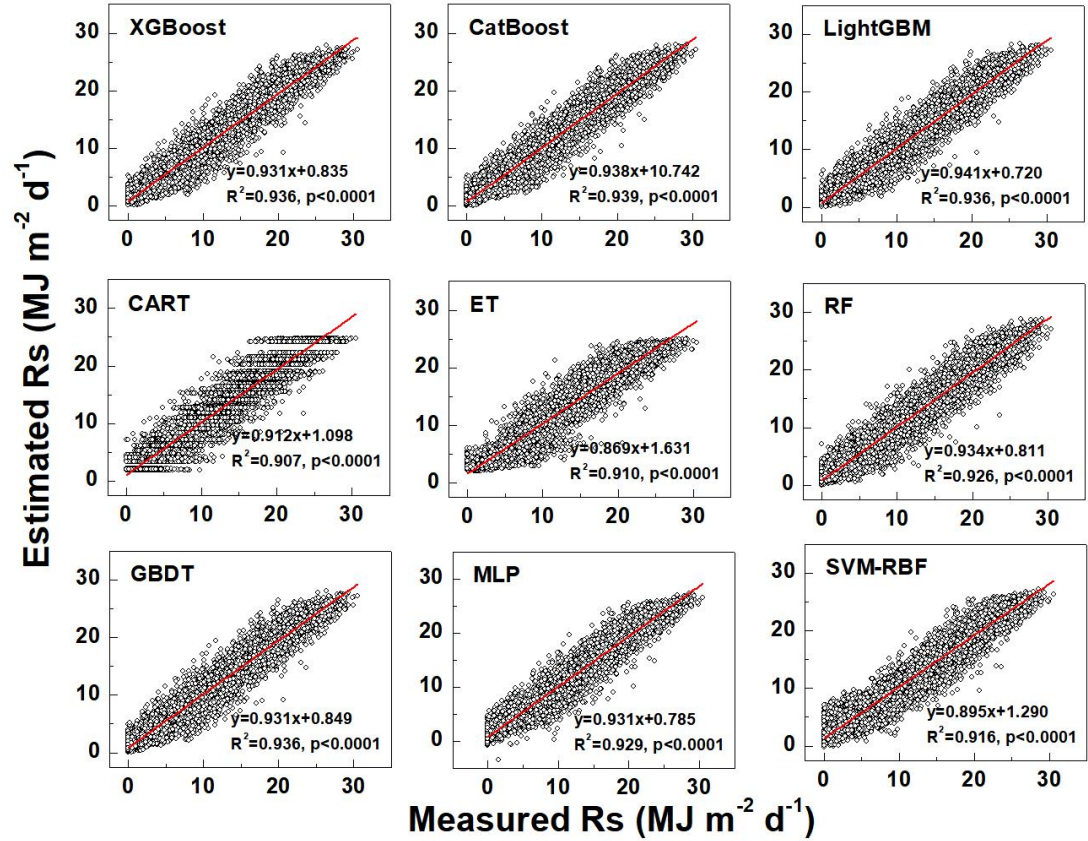 Estimated Rs (MJ m⁻² d⁻¹)
XGBoost
30
20
10
0
y=0.931x+0.835
R²=0.936, p<0.0001
0 10 20 30
CatBoost
30
20
10
0
y=0.938x+10.742
R²=0.939, p<0.0001
0 10 20 30
LightGBM
30
20
10
0
y=0.941x+0.720
R²=0.936, p<0.0001
0 10 20 30
CART
30
20
10
0
y=0.912x+1.098
R²=0.907, p<0.0001
0 10 20 30
ET
30
20
10
0
y=0.869x+1.631
R²=0.910, p<0.0001
0 10 20 30
RF
30
20
10
0
y=0.934x+0.811
R²=0.926, p<0.0001
0 10 20 30
GBDT
30
20
10
0
y=0.931x+0.849
R²=0.936, p<0.0001
0 10 20 30
MLP
30
20
10
0
y=0.931x+0.785
R²=0.929, p<0.0001
0 10 20 30
SVM-RBF
30
20
10
0
y=0.895x+1.290
R²=0.916, p<0.0001
0 10 20 30
Measured Rs (MJ m⁻² d⁻¹)